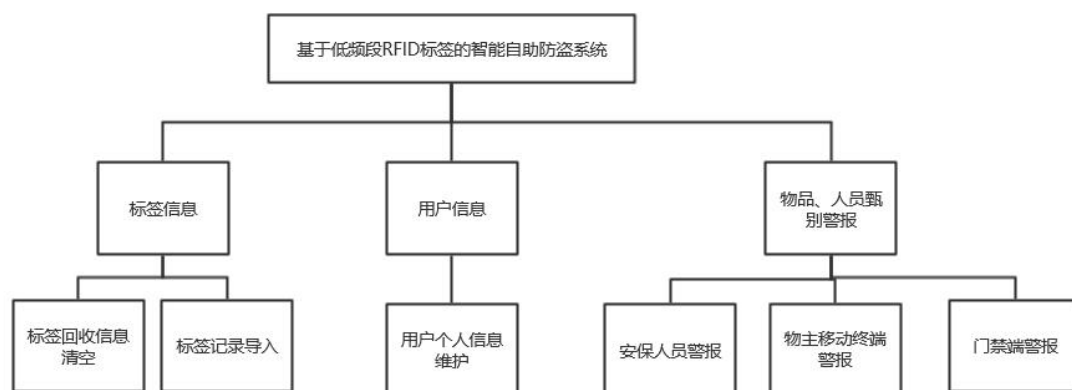 基于低频段RFID标签的智能自助防盗系统
标签信息
用户信息
物品、人员甄
别警报
标签回收信息
清空
标签记录导入
用户个人信息
维护
安保人员警报
物主移动终端
警报
门禁端警报